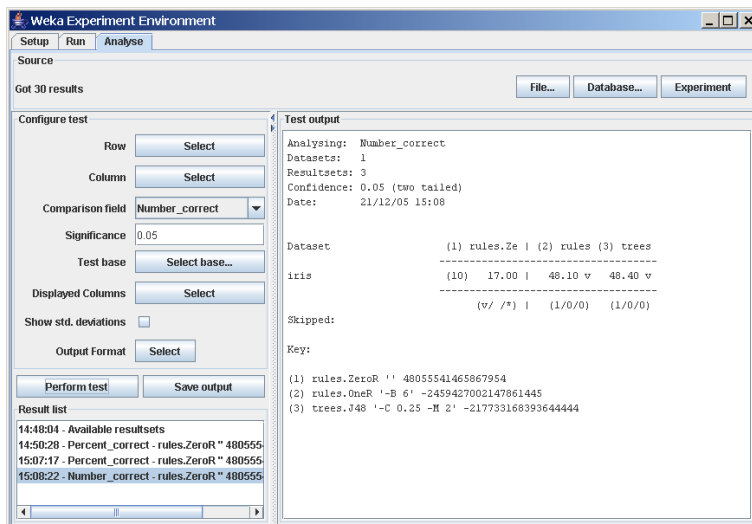 Weka Experiment Environment
Setup Run Analyse
Source
Got 30 results
File... Database... Experiment
Configure test
Row Select
Column Select
Comparison field Number_correct
Significance 0.05
Test base Select base...
Displayed Columns Select
Show std. deviations
Output Format Select
Perform test Save output
Result list
14:48:04 - Available resultsets
14:50:28 - Percent_correct - rules.ZeroR '' 480555
15:07:17 - Percent_correct - rules.ZeroR '' 480555
15:08:22 - Number_correct - rules.ZeroR '' 480555
Test output
Analysing: Number_correct
Datasets: 1
Resultsets: 3
Confidence: 0.05 (two tailed)
Date: 21/12/05 15:08
Dataset (1) rules.Ze | (2) rules (3) trees
----------------------------------
iris (10) 17.00 | 48.10 v 48.40 v
----------------------------------
(v/ /*) | (1/0/0) (1/0/0)
Skipped:
Key:
(1) rules.ZeroR '' 48055541465867954
(2) rules.OneR '-B 6' -2459427002147861445
(3) trees.J48 '-C 0.25 -M 2' -217733168393644444